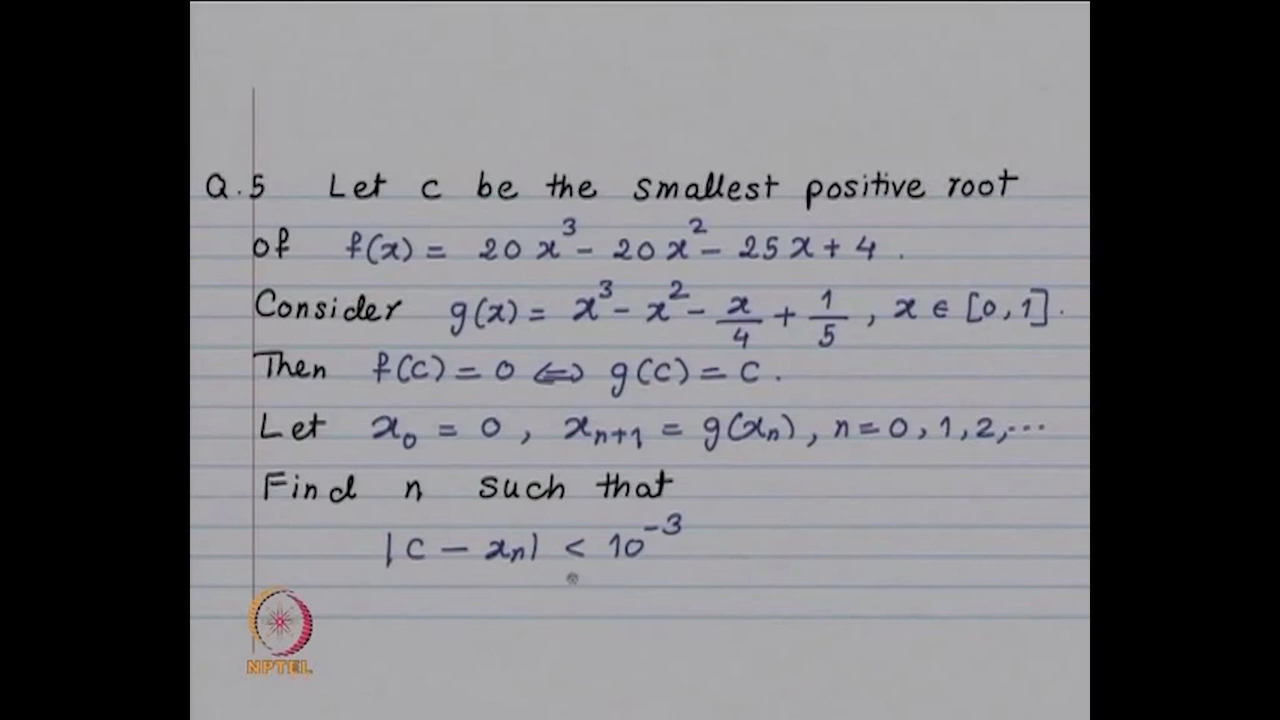 Q.5 Let c be the smallest positive root
of f(x) = 20x³ - 20x² - 25x + 4 .
Consider g(x) = x³ - x² - x/4 + 1/5 , x ∈ [0, 1] .
Then f(c) = 0 ⇔ g(c) = c .
Let x₀ = 0 , xₙ₊₁ = g(xₙ) , n = 0, 1, 2, ...
Find n such that
|c - xₙ| < 10⁻³
NPTEL